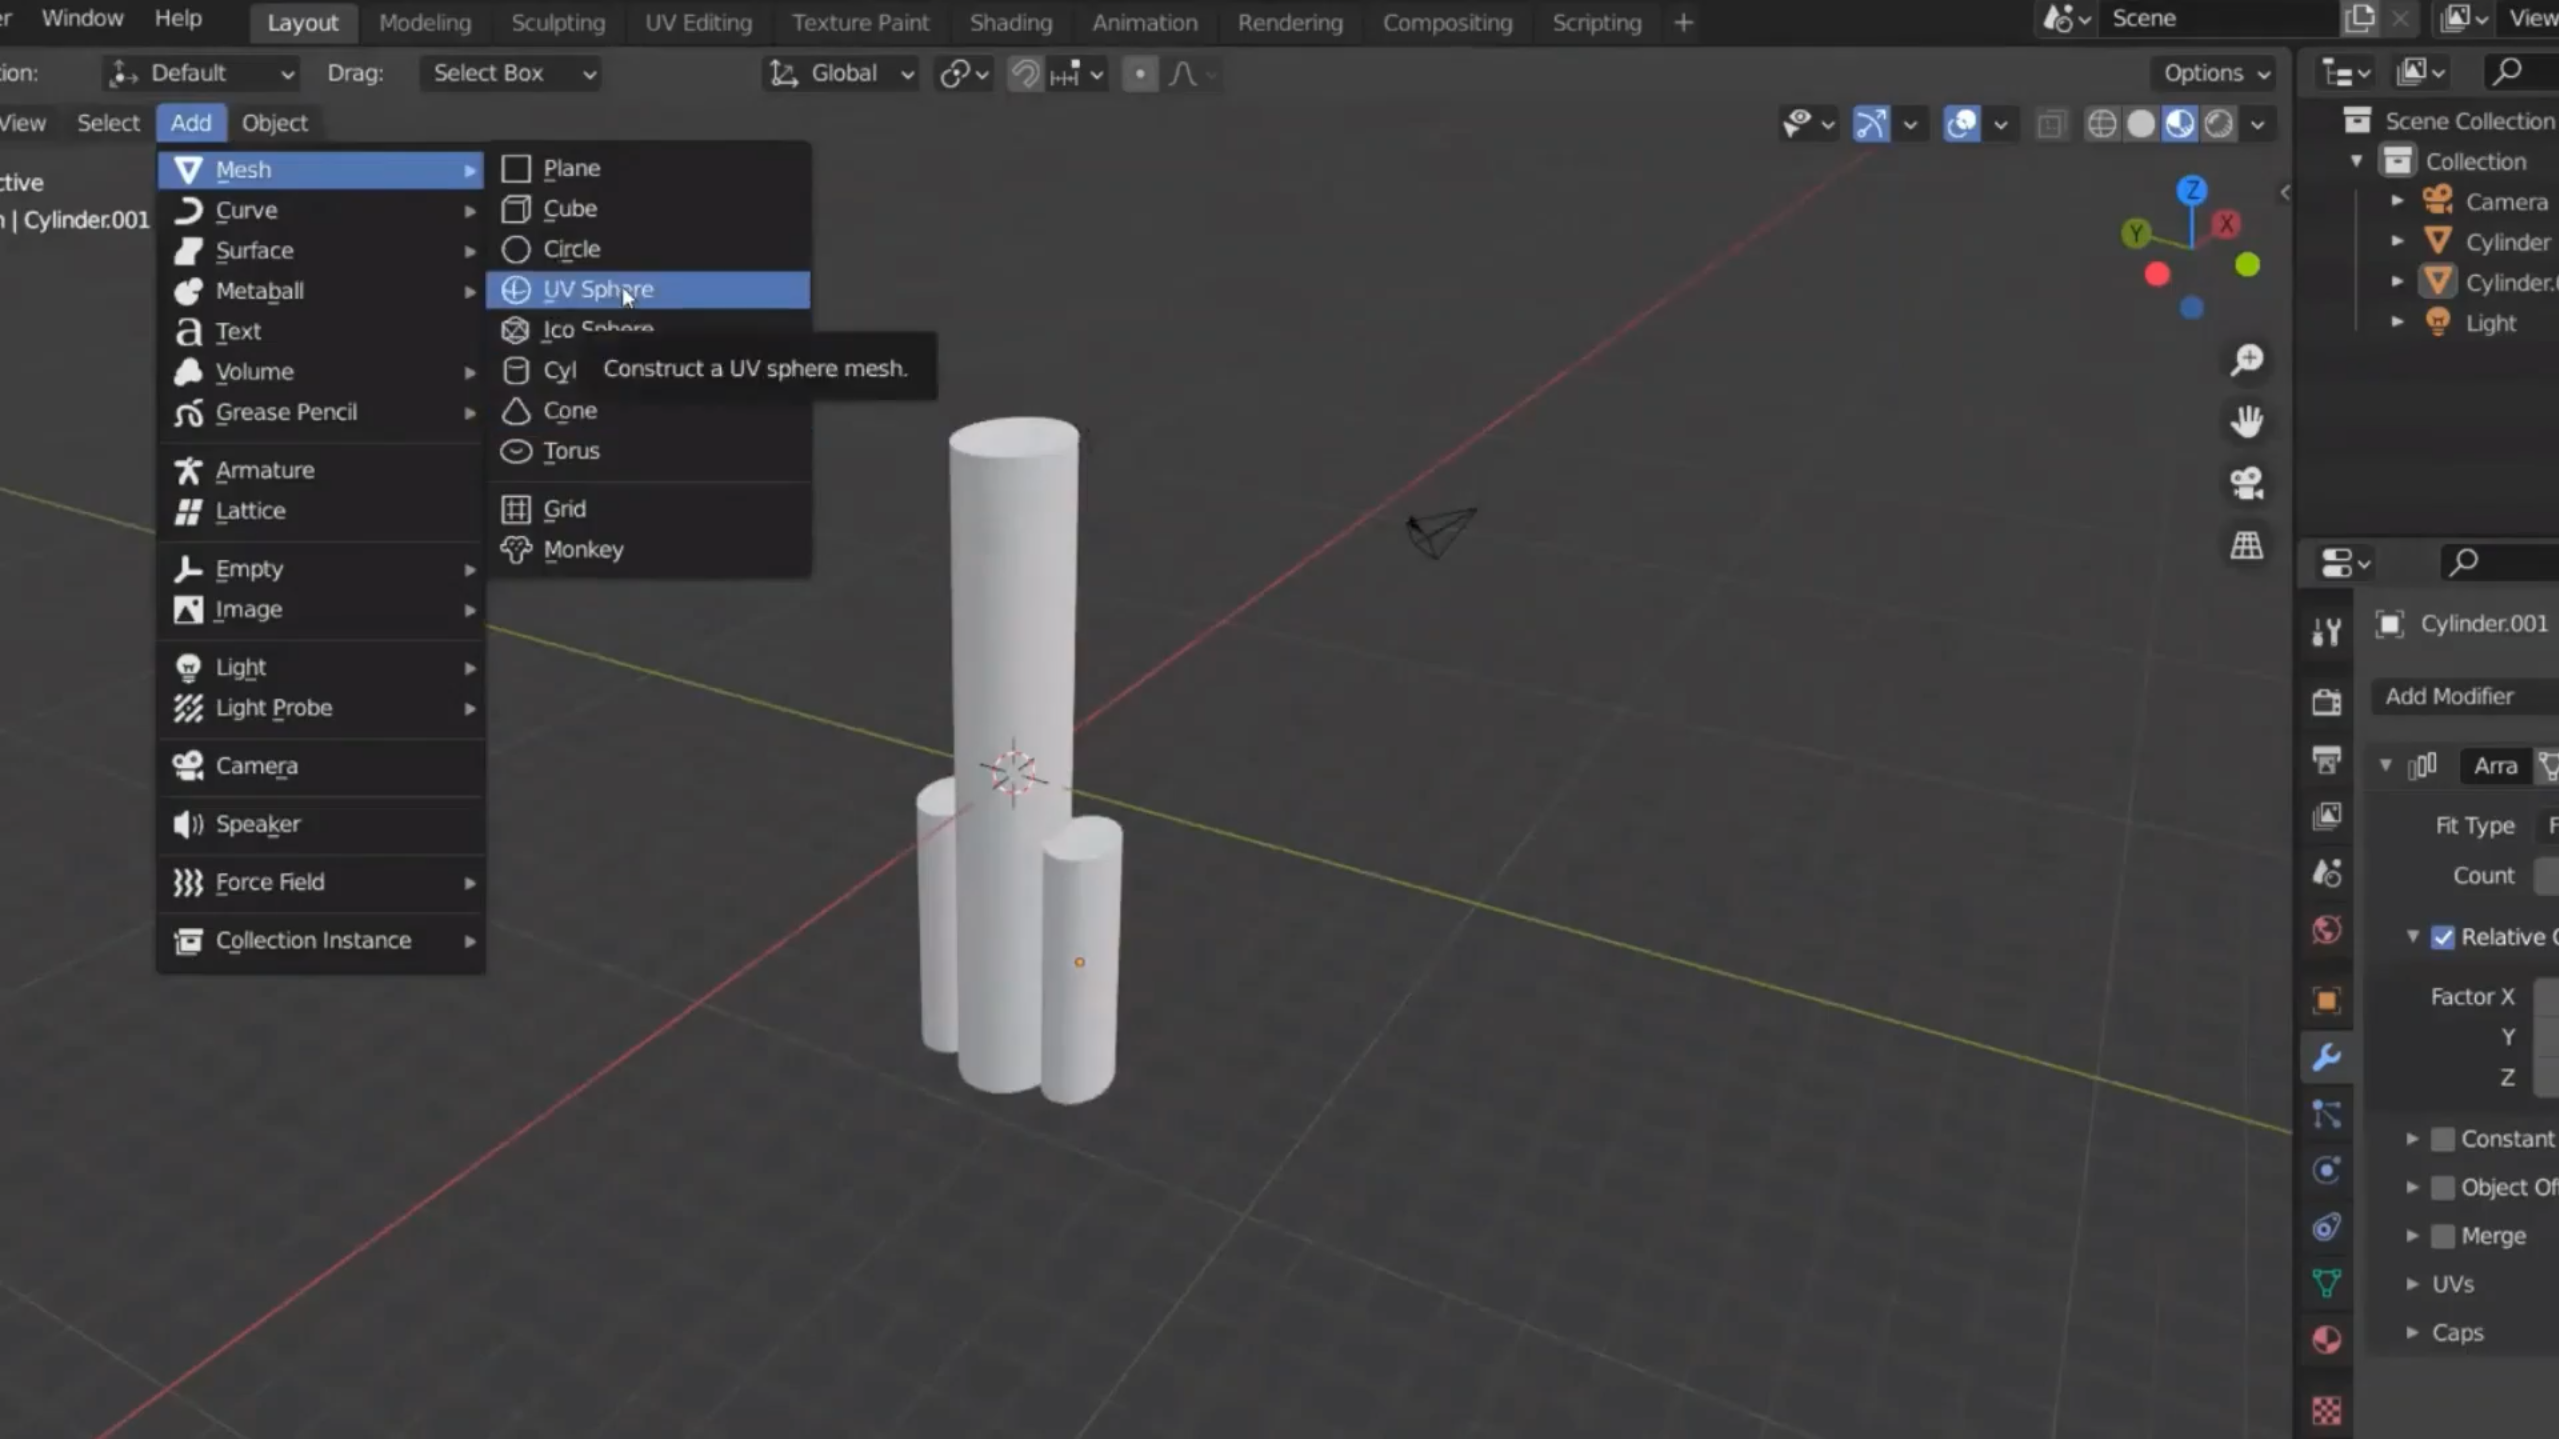 Window Help Layout Modeling Sculpting UV Editing Texture Paint Shading Animation Rendering Compositing Scripting + Scene
Default Drag: Select Box Global Options
View Select Add Object
Cylinder.001
Mesh
Curve
Surface
Metaball
Text
Volume
Grease Pencil
Armature
Lattice
Empty
Image
Light
Light Probe
Camera
Speaker
Force Field
Collection Instance
Plane
Cube
Circle
UV Sphere
Ico Sphere
Cyl
Construct a UV sphere mesh.
Cone
Torus
Grid
Monkey
Z
Y
X
Scene Collection
Collection
Camera
Cylinder
Cylinder.
Light
Cylinder.001
Add Modifier
Arra
Fit Type
Count
Relative
Factor X
Y
Z
Constant
Object Of
Merge
UVs
Caps